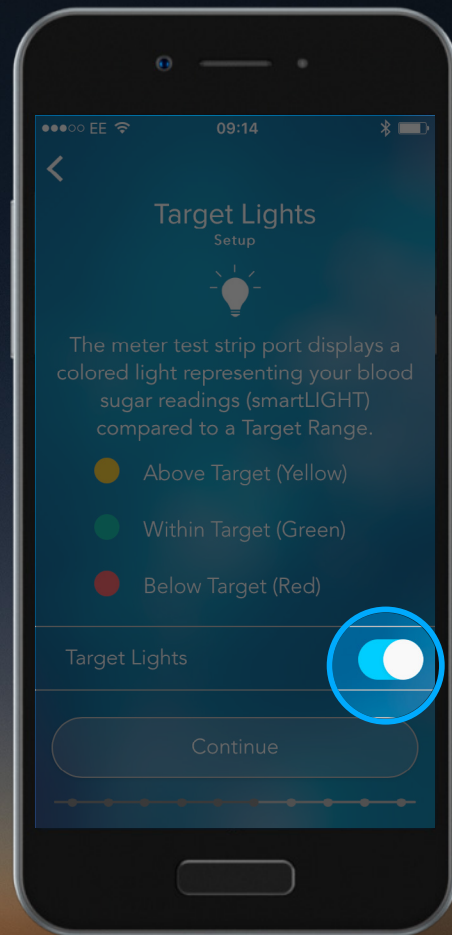 EE 09:14
Target Lights
Setup
The meter test strip port displays a
colored light representing your blood
sugar readings (smartLIGHT)
compared to a Target Range.
Above Target (Yellow)
Within Target (Green)
Below Target (Red)
Target Lights
Continue